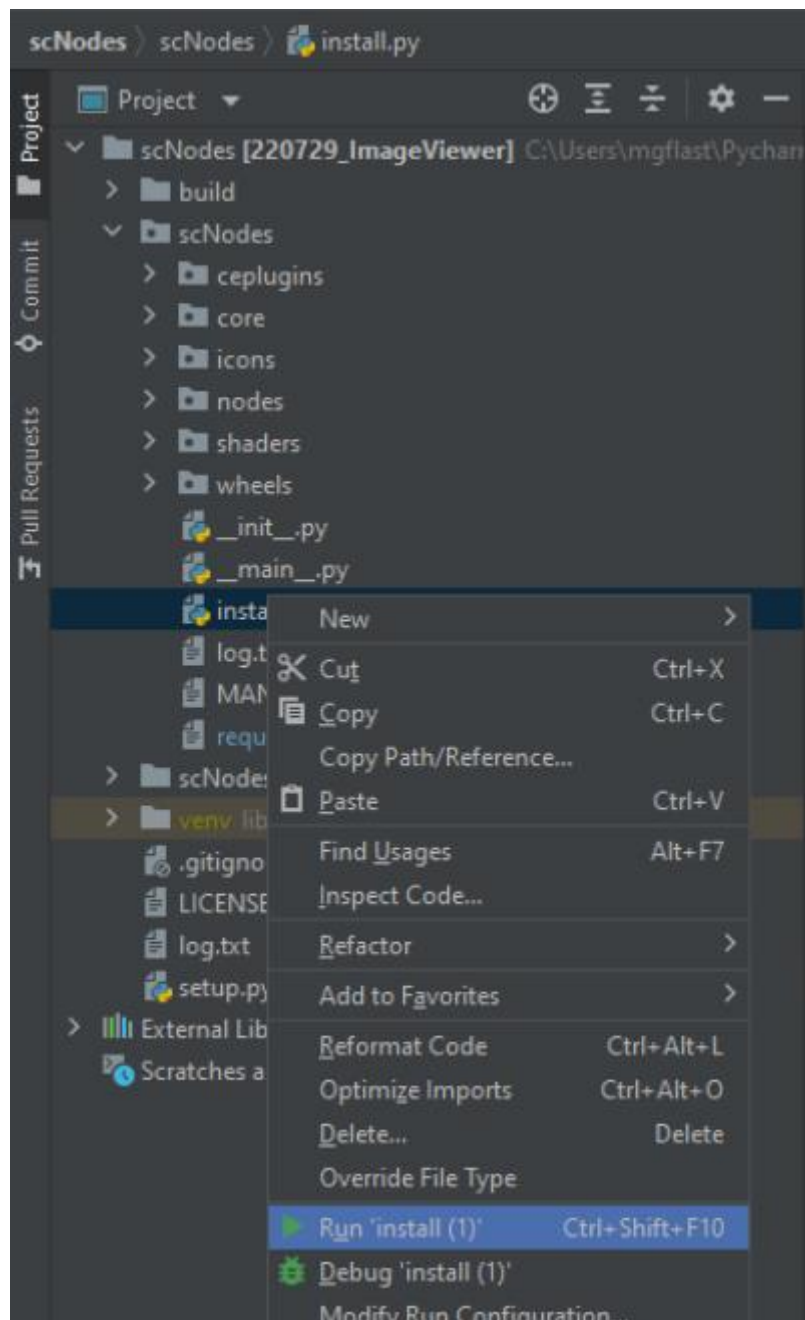 scNodes scNodes install.py
Project
Project
Commit
Pull Requests
scNodes [220729_ImageViewer] C:\Users\mgflast\Pychar
build
scNodes
ceplugins
core
icons
nodes
shaders
wheels
__init__.py
__main__.py
insta
log.t
MAN
requ
scNodes
venv lib
.gitigno
LICENSE
log.txt
setup.py
External Lib
Scratches a
New
Cut Ctrl+X
Copy Ctrl+C
Copy Path/Reference...
Paste Ctrl+V
Find Usages Alt+F7
Inspect Code...
Refactor
Add to Favorites
Reformat Code Ctrl+Alt+L
Optimize Imports Ctrl+Alt+O
Delete... Delete
Override File Type
Run 'install (1)' Ctrl+Shift+F10
Debug 'install (1)'
Modify Run Configuration...